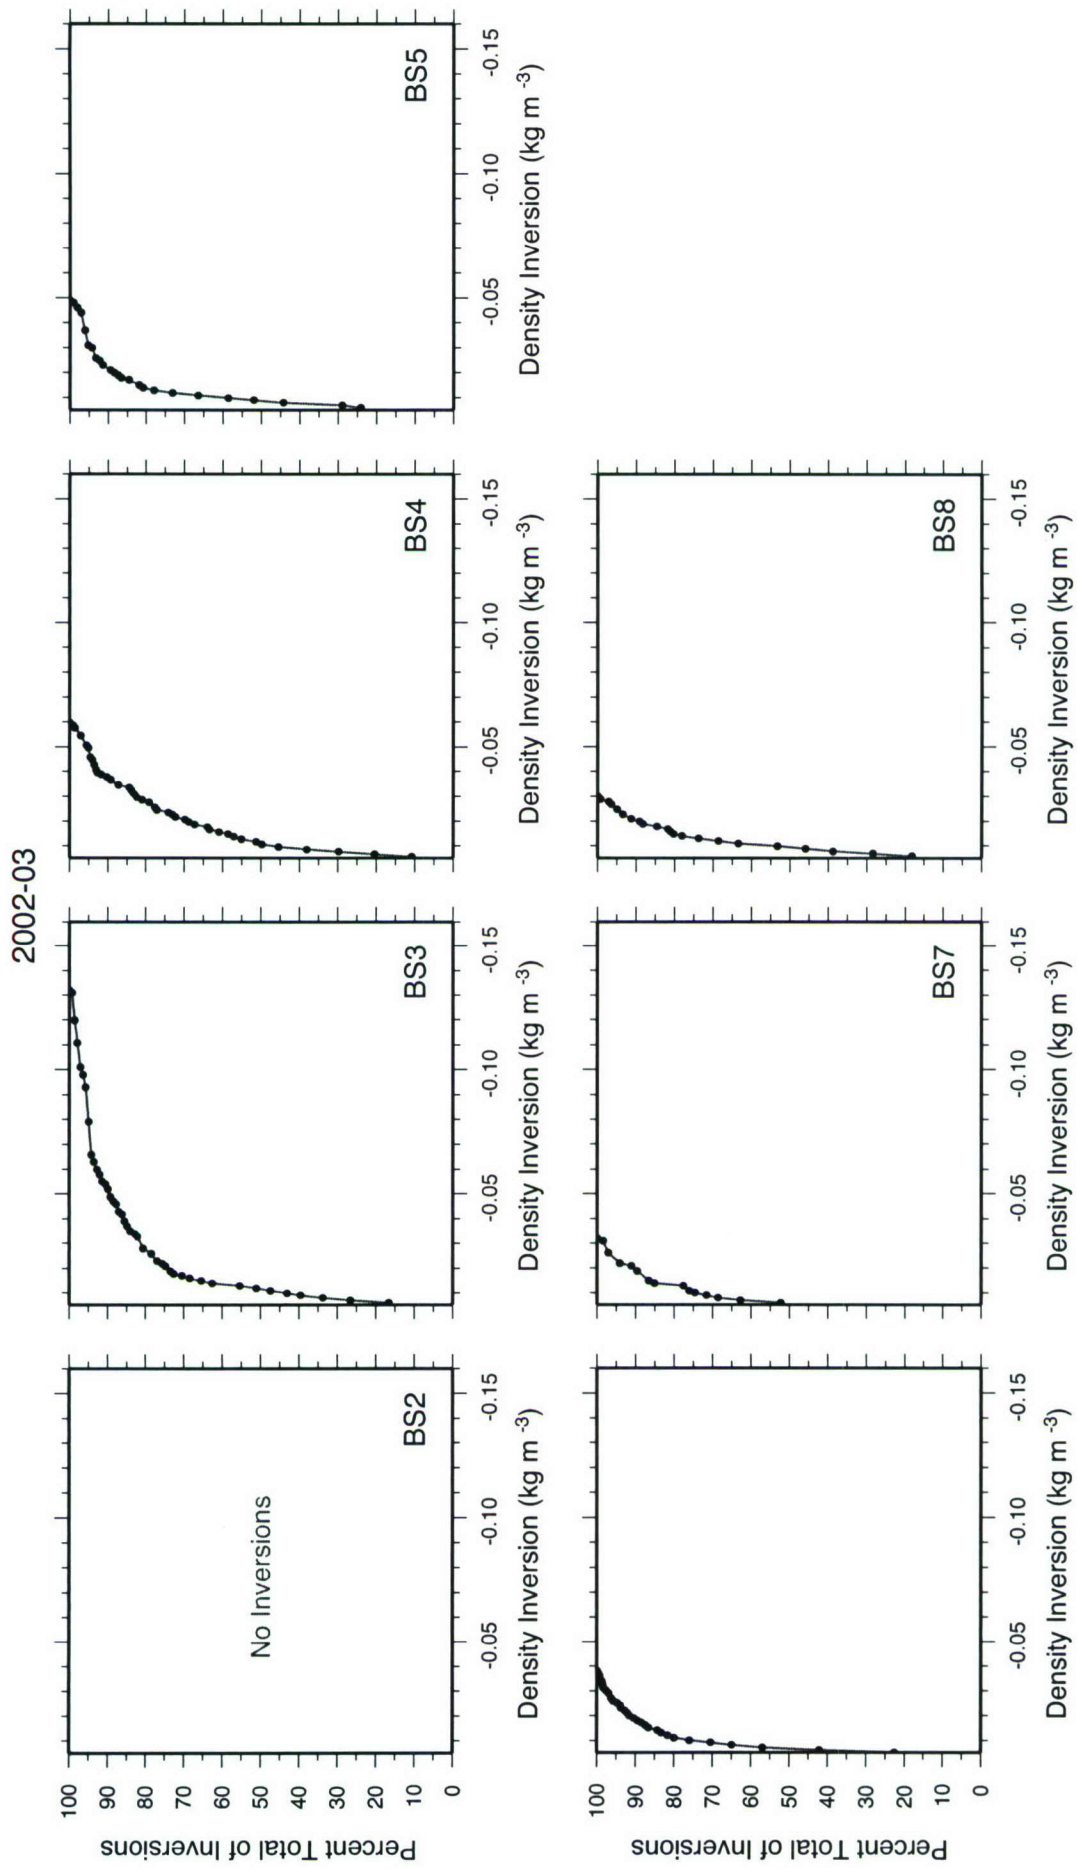 2002-03
Percent Total of Inversions
100
90
80
70
60
50
40
30
20
10
0
No Inversions
BS2
-0.05 -0.10 -0.15
Density Inversion (kg m -3)
BS3
-0.05 -0.10 -0.15
Density Inversion (kg m -3)
BS4
-0.05 -0.10 -0.15
Density Inversion (kg m -3)
BS5
-0.05 -0.10 -0.15
Density Inversion (kg m -3)
Percent Total of Inversions
100
90
80
70
60
50
40
30
20
10
0
-0.05 -0.10 -0.15
Density Inversion (kg m -3)
BS7
-0.05 -0.10 -0.15
Density Inversion (kg m -3)
BS8
-0.05 -0.10 -0.15
Density Inversion (kg m -3)